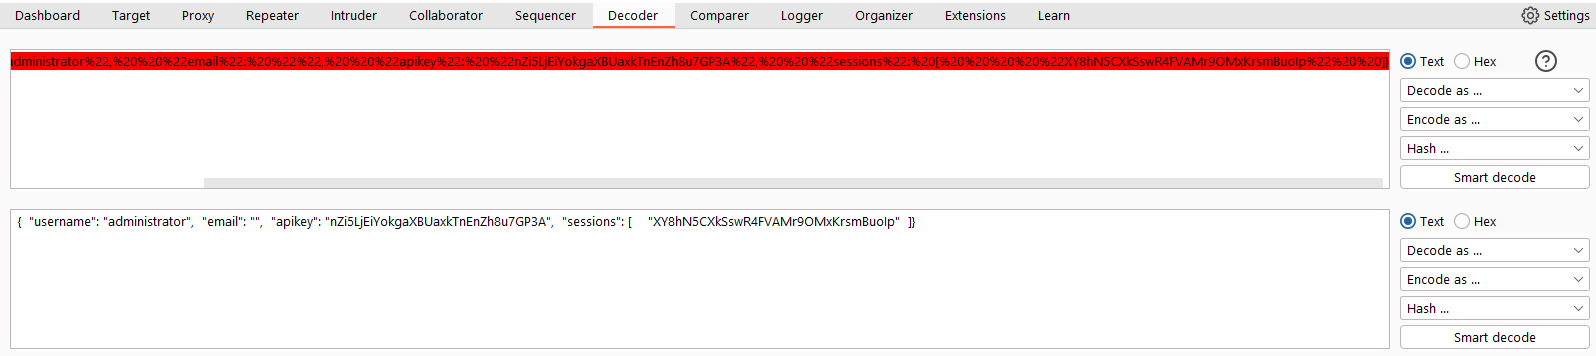 Dashboard Target Proxy Repeater Intruder Collaborator Sequencer Decoder Comparer Logger Organizer Extensions Learn Settings
dministrator%22,%20%20%22email%22:%20%22%22,%20%20%22apikey%22:%20%22nZi5LjEiYokgaXBUaxkTnEnZh8u7GP3A%22,%20%20%22sessions%22:%20[%20%20%20%20%22XY8hN5CXkSswR4FVAMr9OMxKrsmBuoIp%22%20%20]}
Text Hex ?
Decode as ...
Encode as ...
Hash ...
Smart decode
{  "username": "administrator",  "email": "",  "apikey": "nZi5LjEiYokgaXBUaxkTnEnZh8u7GP3A",  "sessions": [    "XY8hN5CXkSswR4FVAMr9OMxKrsmBuoIp"  ]}
Text Hex
Decode as ...
Encode as ...
Hash ...
Smart decode